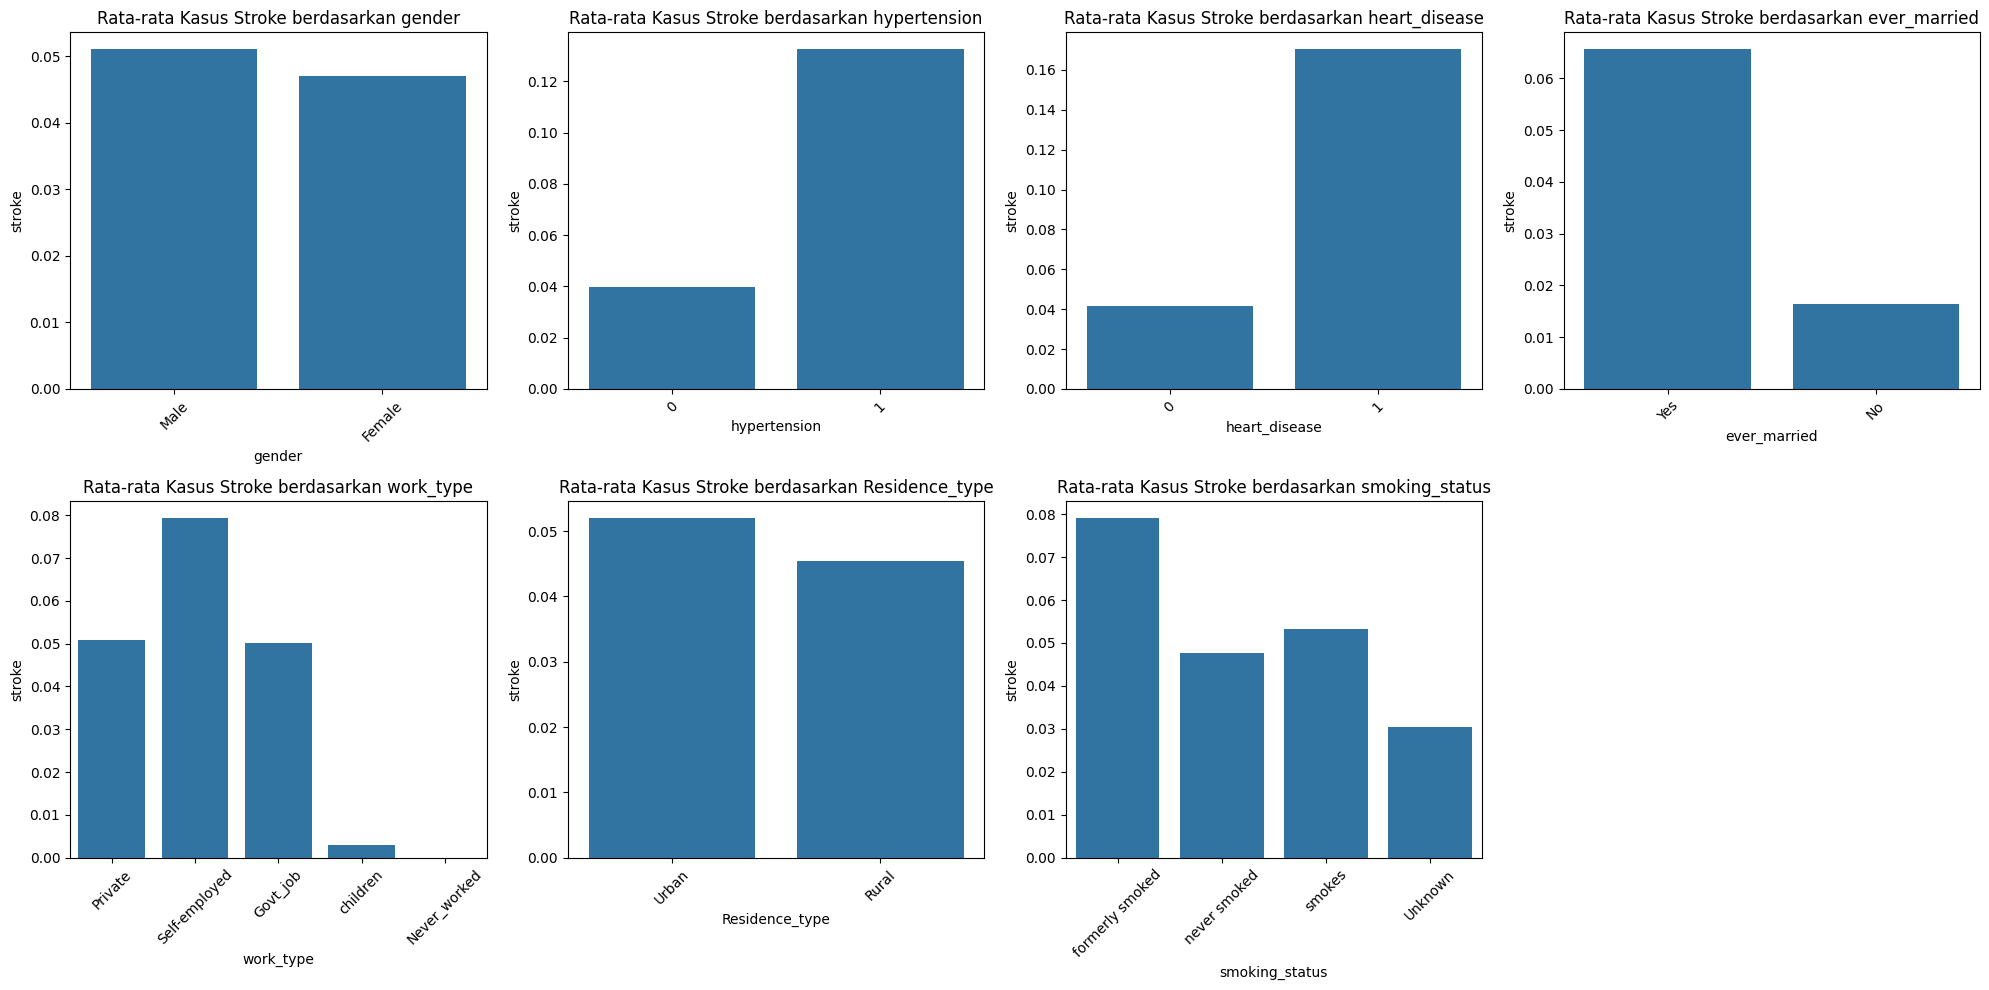 Rata-rata Kasus Stroke berdasarkan gender
0.05
0.04
0.03
0.02
0.01
0.00
stroke
Male
Female
gender
Rata-rata Kasus Stroke berdasarkan hypertension
0.12
0.10
0.08
0.06
0.04
0.02
0.00
stroke
0
1
hypertension
Rata-rata Kasus Stroke berdasarkan heart_disease
0.16
0.14
0.12
0.10
0.08
0.06
0.04
0.02
0.00
stroke
0
1
heart_disease
Rata-rata Kasus Stroke berdasarkan ever_married
0.06
0.05
0.04
0.03
0.02
0.01
0.00
stroke
Yes
No
ever_married
Rata-rata Kasus Stroke berdasarkan work_type
0.08
0.07
0.06
0.05
0.04
0.03
0.02
0.01
0.00
stroke
Private
Self-employed
Govt_job
children
Never_worked
work_type
Rata-rata Kasus Stroke berdasarkan Residence_type
0.05
0.04
0.03
0.02
0.01
0.00
stroke
Urban
Rural
Residence_type
Rata-rata Kasus Stroke berdasarkan smoking_status
0.08
0.07
0.06
0.05
0.04
0.03
0.02
0.01
0.00
stroke
formerly smoked
never smoked
smokes
Unknown
smoking_status